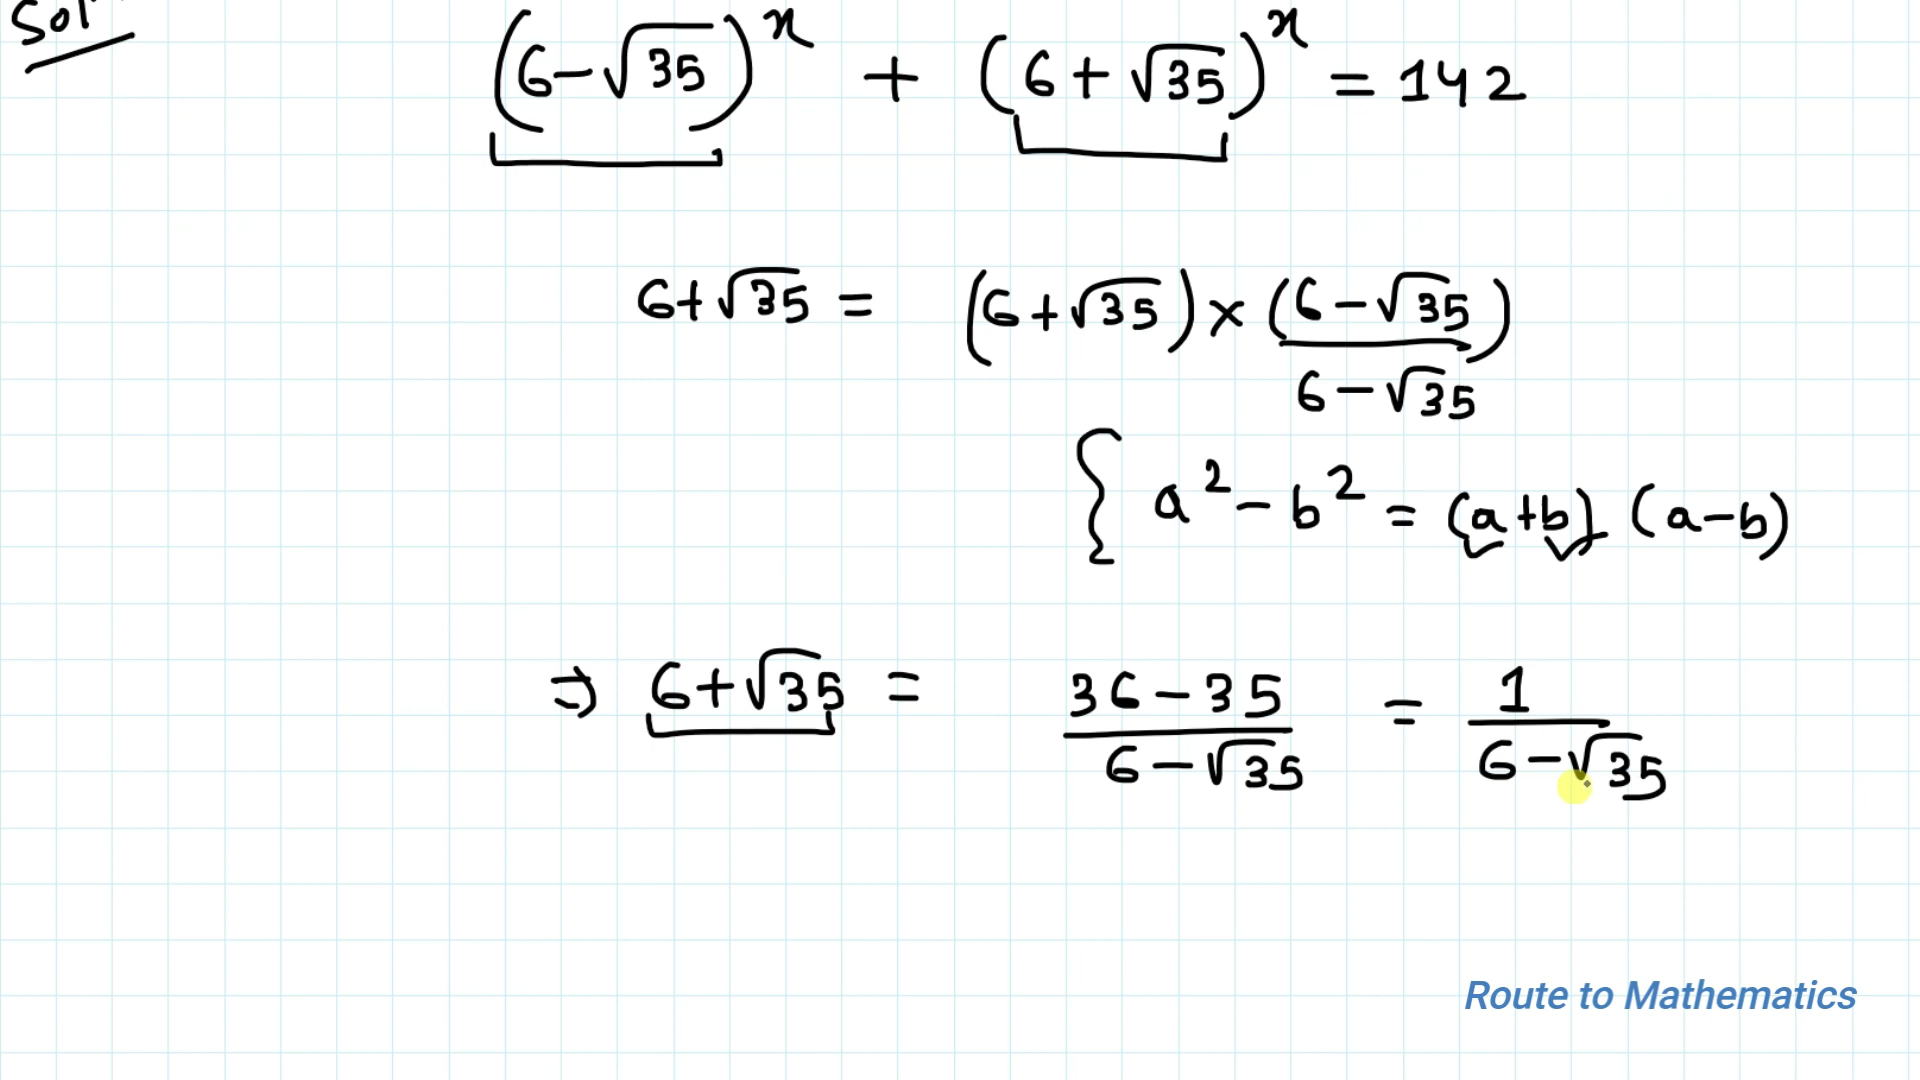 Sol
(6-√35)^x + (6+√35)^x = 142
6+√35 = (6+√35) × (6-√35)/(6-√35)
{ a² - b² = (a+b) (a-b)
⇒ 6+√35 = (36-35)/(6-√35) = 1/(6-√35)
Route to Mathematics